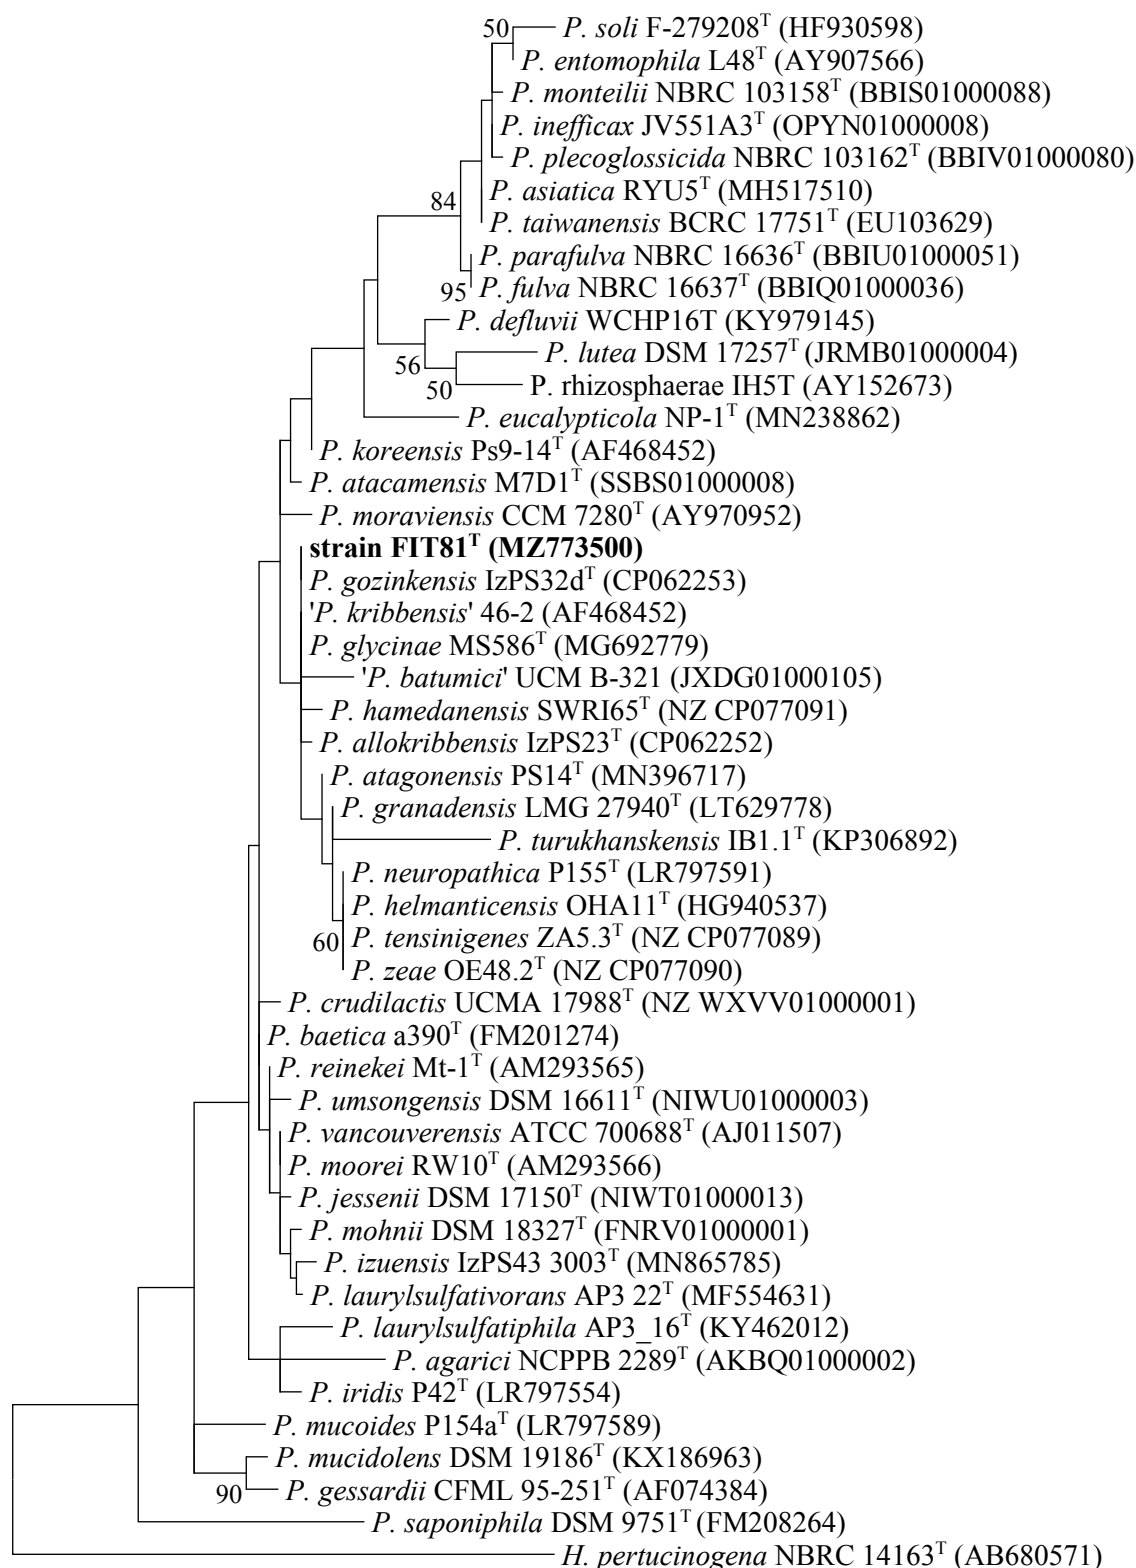 50 P. soli F-279208T (HF930598)
P. entomophila L48T (AY907566)
P. monteilii NBRC 103158T (BBIS01000088)
P. inefficax JV551A3T (OPYN01000008)
P. plecoglossicida NBRC 103162T (BBIV01000080)
P. asiatica RYU5T (MH517510)
84
P. taiwanensis BCRC 17751T (EU103629)
P. parafulva NBRC 16636T (BBIU01000051)
95 P. fulva NBRC 16637T (BBIQ01000036)
P. defluvii WCHP16T (KY979145)
P. lutea DSM 17257T (JRMB01000004)
56
50 P. rhizosphaerae IH5T (AY152673)
P. eucalypticola NP-1T (MN238862)
P. koreensis Ps9-14T (AF468452)
P. atacamensis M7D1T (SSBS01000008)
P. moraviensis CCM 7280T (AY970952)
strain FIT81T (MZ773500)
P. gozinkensis IzPS32dT (CP062253)
'P. kribbensis' 46-2 (AF468452)
P. glycinae MS586T (MG692779)
'P. batumici' UCM B-321 (JXDG01000105)
P. hamedanensis SWRI65T (NZ CP077091)
P. allokribbensis IzPS23T (CP062252)
P. atagonensis PS14T (MN396717)
P. granadensis LMG 27940T (LT629778)
P. turukhanskensis IB1.1T (KP306892)
P. neuropathica P155T (LR797591)
P. helmanticensis OHA11T (HG940537)
60 P. tensinigenes ZA5.3T (NZ CP077089)
P. zeae OE48.2T (NZ CP077090)
P. crudilactis UCMA 17988T (NZ WXVV01000001)
P. baetica a390T (FM201274)
P. reinekei Mt-1T (AM293565)
P. umsongensis DSM 16611T (NIWU01000003)
P. vancouverensis ATCC 700688T (AJ011507)
P. moorei RW10T (AM293566)
P. jessenii DSM 17150T (NIWT01000013)
P. mohnii DSM 18327T (FNRV01000001)
P. izuensis IzPS43 3003T (MN865785)
P. laurylsulfativorans AP3 22T (MF554631)
P. laurylsulfatiphila AP3_16T (KY462012)
P. agarici NCPPB 2289T (AKBQ01000002)
P. iridis P42T (LR797554)
P. mucoides P154aT (LR797589)
P. mucidolens DSM 19186T (KX186963)
90 P. gessardii CFML 95-251T (AF074384)
P. saponiphila DSM 9751T (FM208264)
H. pertucinogena NBRC 14163T (AB680571)